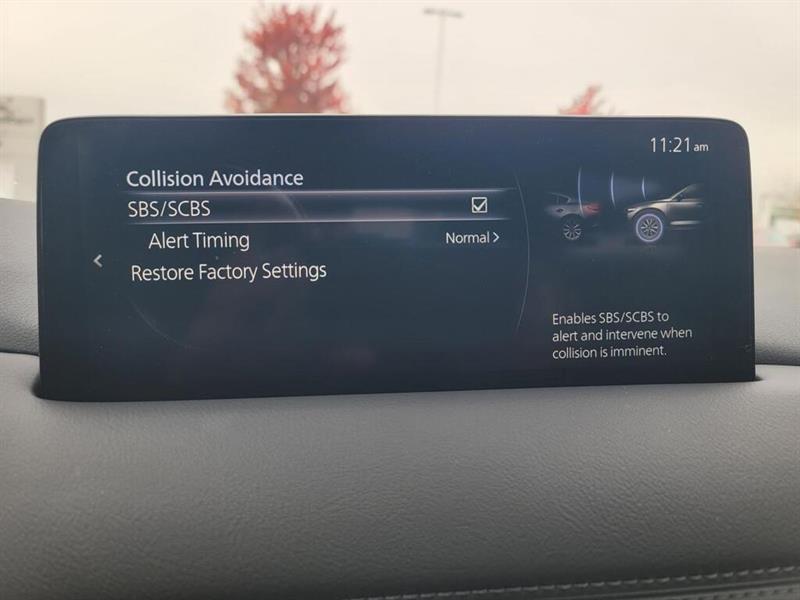 11:21 am
Collision Avoidance
SBS/SCBS
Alert Timing Normal
Restore Factory Settings
Enables SBS/SCBS to
alert and intervene when
collision is imminent.